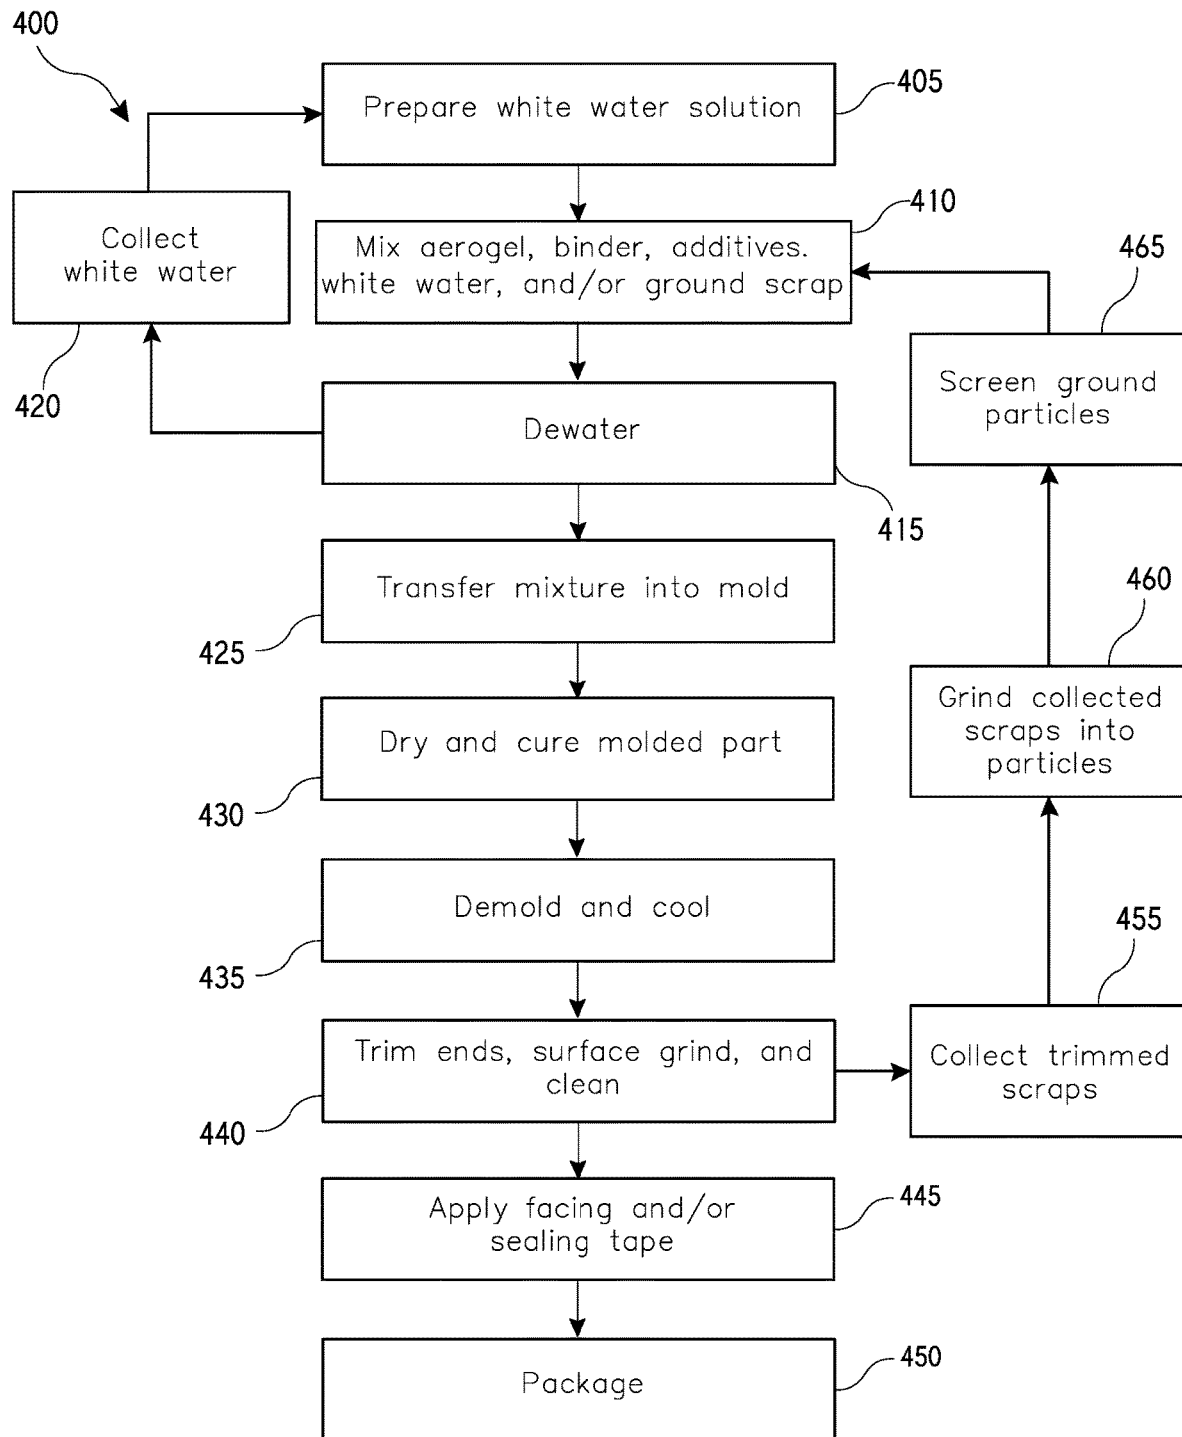 400
Prepare white water solution
405
Collect
white water
420
Mix aerogel, binder, additives.
white water, and/or ground scrap
410
465
Screen ground
particles
Dewater
415
Transfer mixture into mold
425
460
Grind collected
scraps into
particles
Dry and cure molded part
430
Demold and cool
435
455
Collect trimmed
scraps
Trim ends, surface grind, and
clean
440
Apply facing and/or
sealing tape
445
Package
450